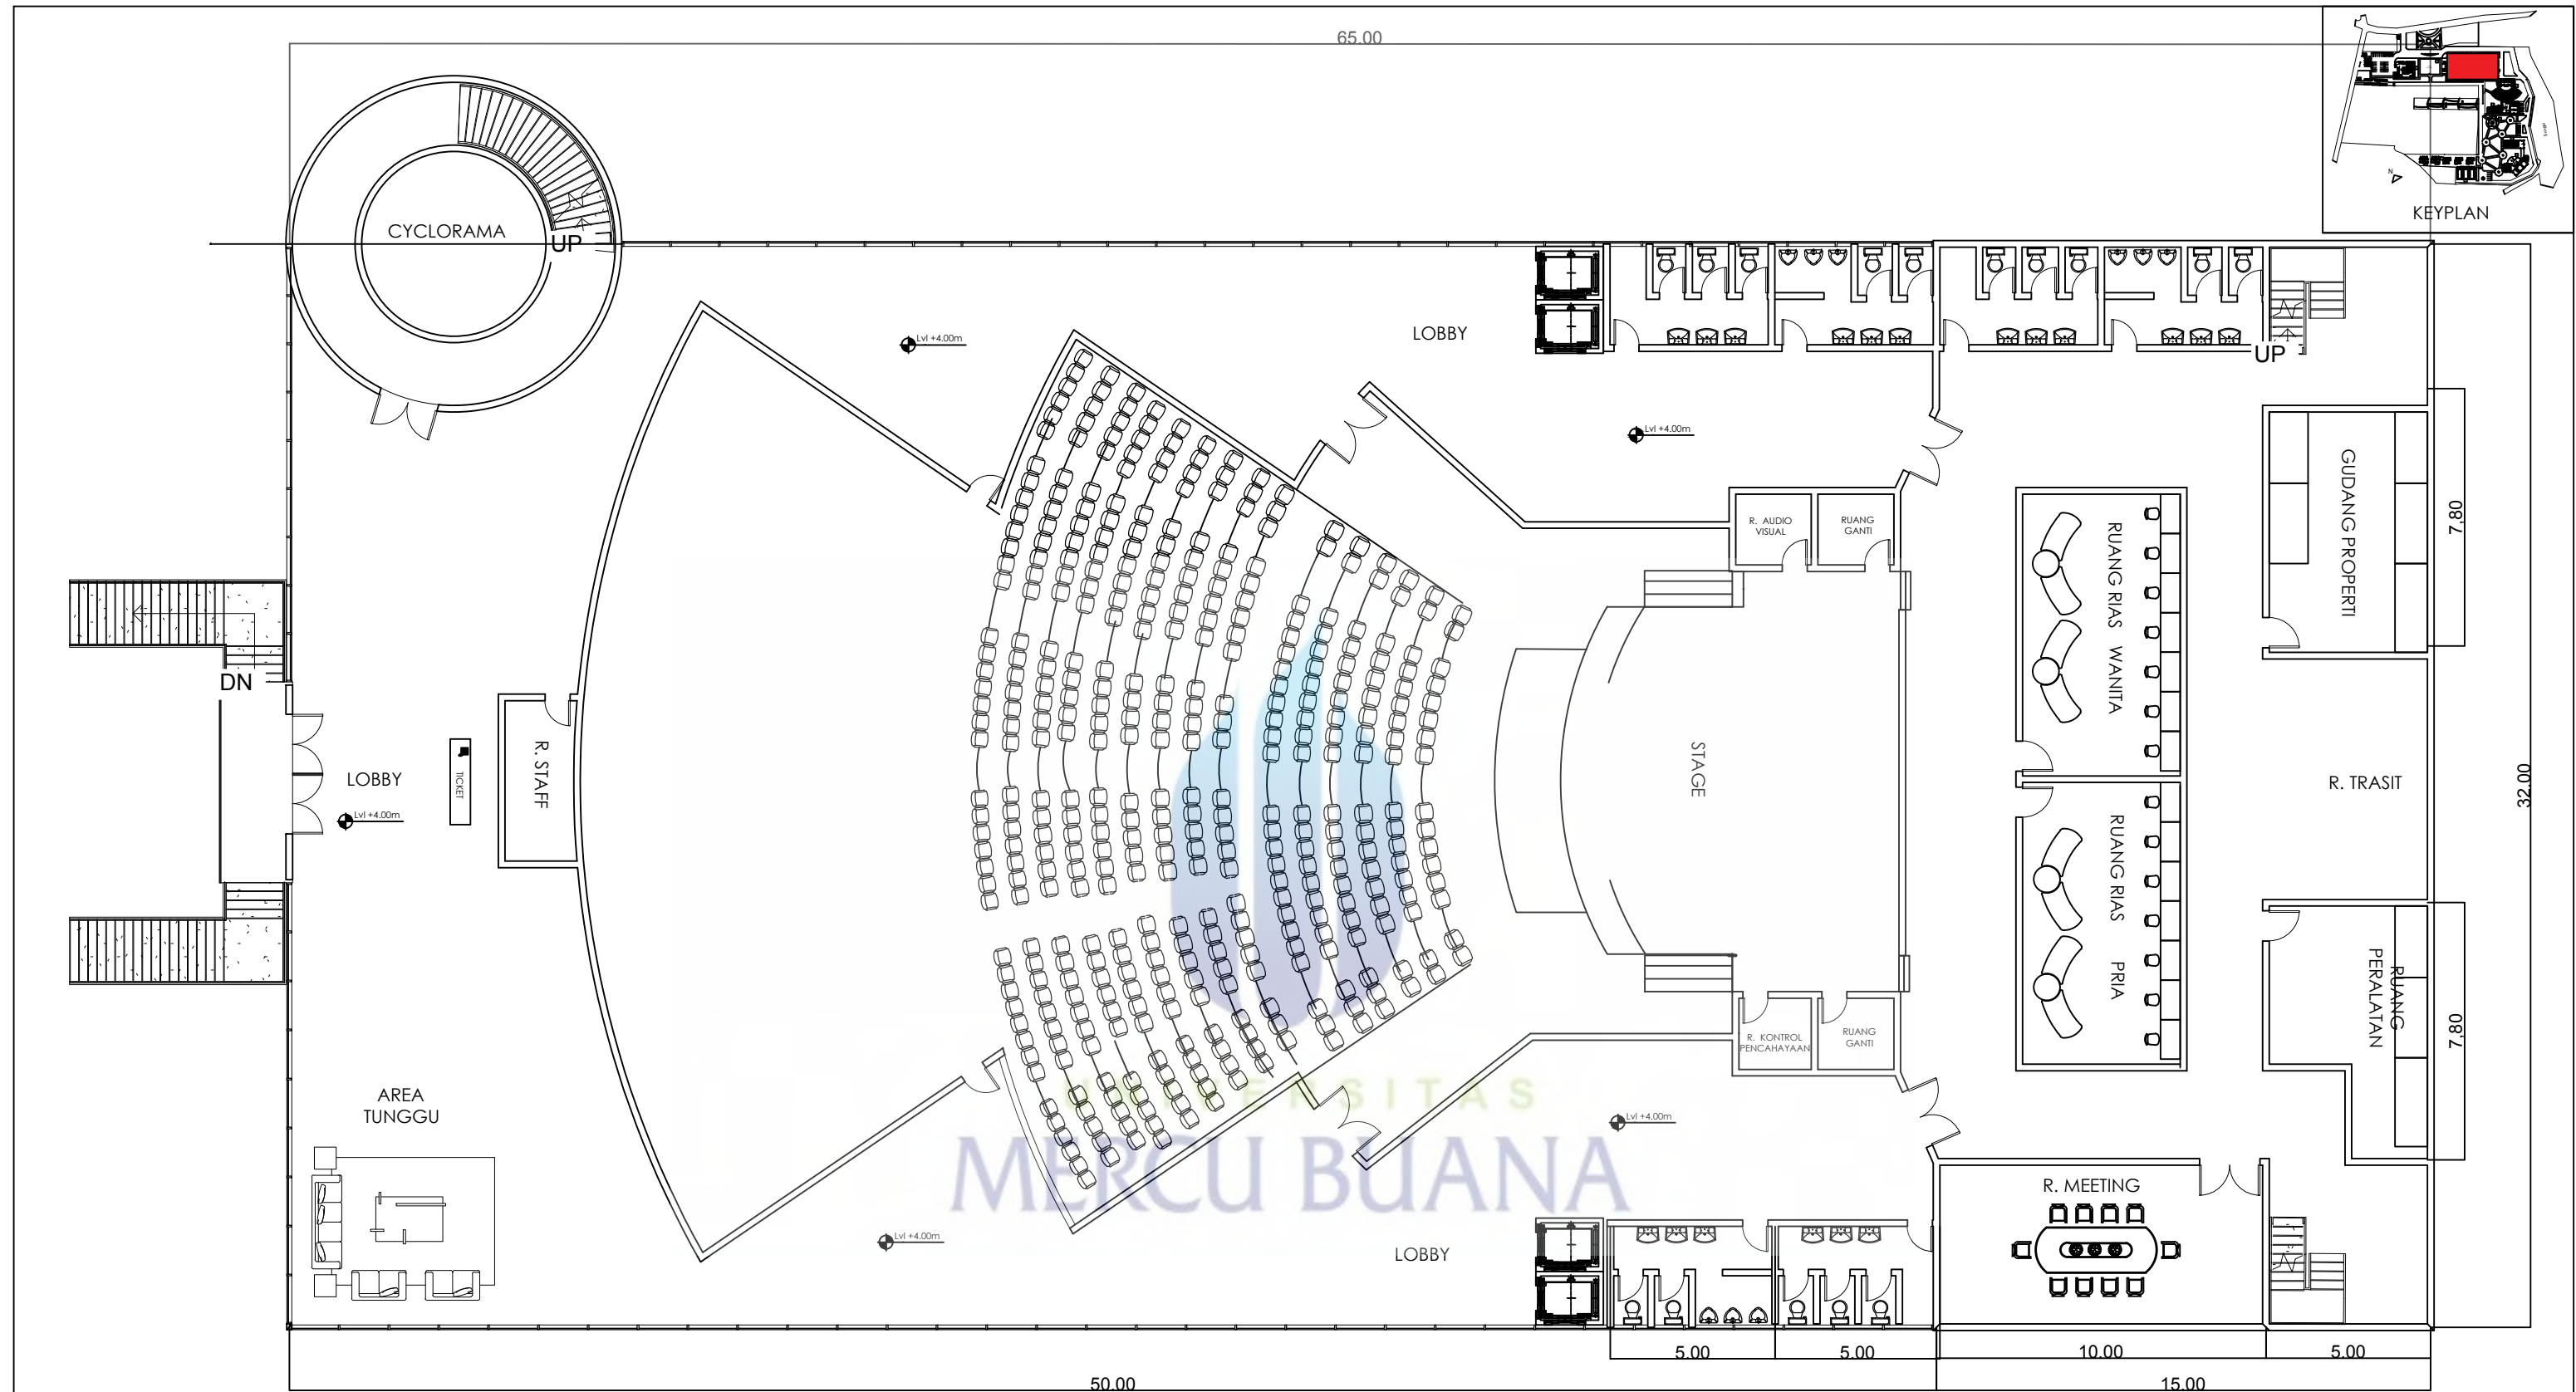 65.00
KEYPLAN
N
CYCLORAMA
UP
Lvl +4.00m
LOBBY
Lvl +4.00m
UP
R. AUDIO
VISUAL
RUANG
GANTI
RUANG RIAS WANITA
GUDANG PROPERTI
7.80
DN
LOBBY
Lvl +4.00m
TICKET
R. STAFF
STAGE
R. TRASIT
32.00
RUANG RIAS PRIA
RUANG
PERALATAN
7.80
R. KONTROL
PENCAHAYAAN
RUANG
GANTI
AREA
TUNGGU
UNIVERSITAS
MERCU BUANA
Lvl +4.00m
Lvl +4.00m
LOBBY
R. MEETING
5.00
5.00
10.00
5.00
50.00
15.00